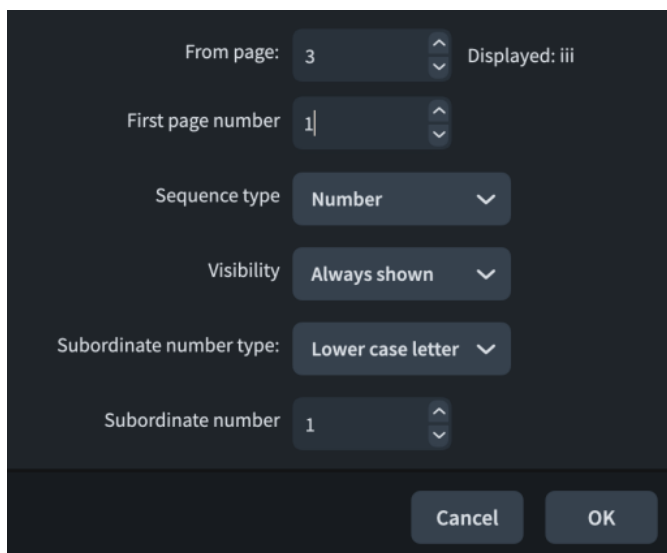 From page: 3 Displayed: iii
First page number 1
Sequence type Number
Visibility Always shown
Subordinate number type: Lower case letter
Subordinate number 1
Cancel OK